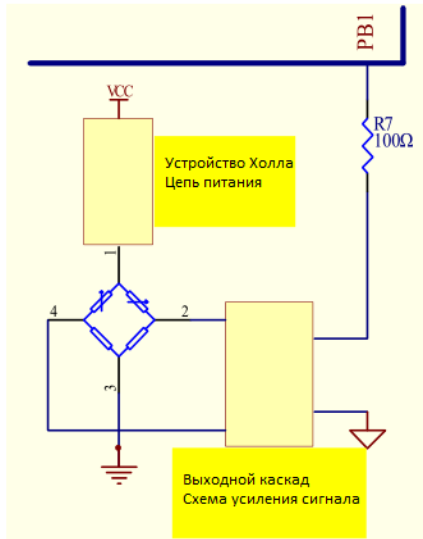 PB1
VCC
R7
100Ω
Устройство Холла
Цепь питания
1
4
2
3
Выходной каскад
Схема усиления сигнала